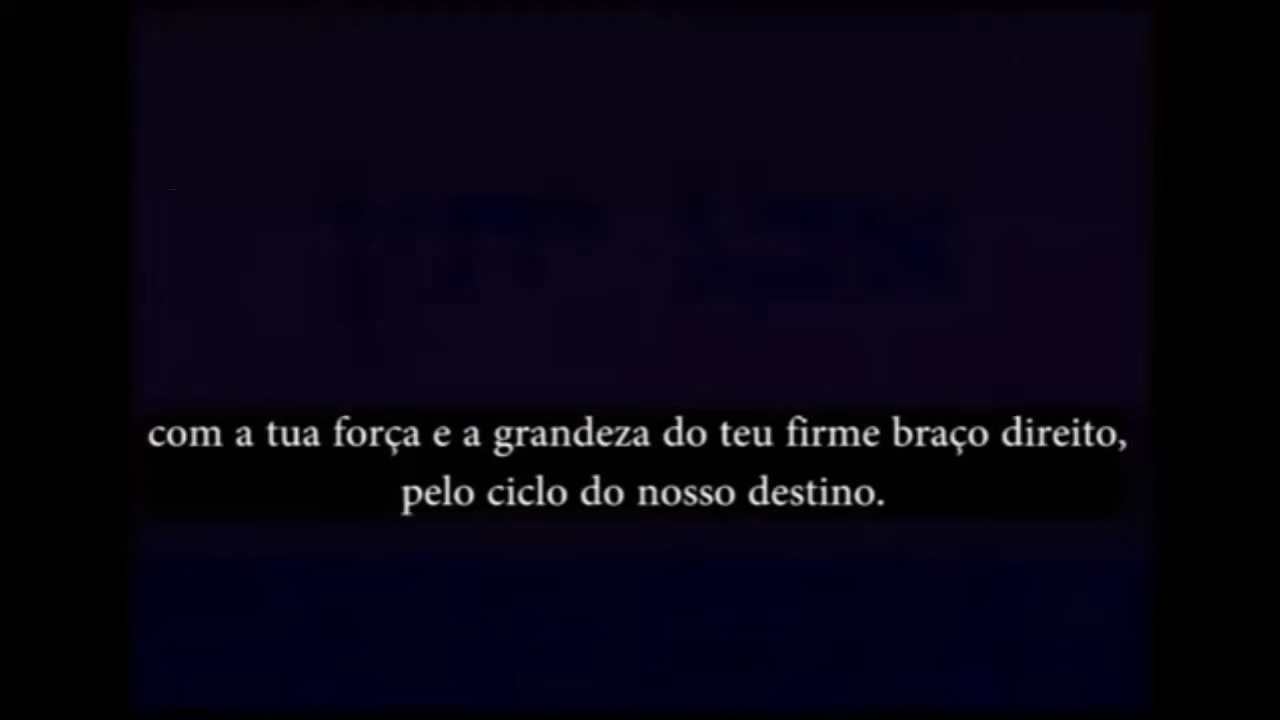 com a tua força e a grandeza do teu firme braço direito,
pelo ciclo do nosso destino.